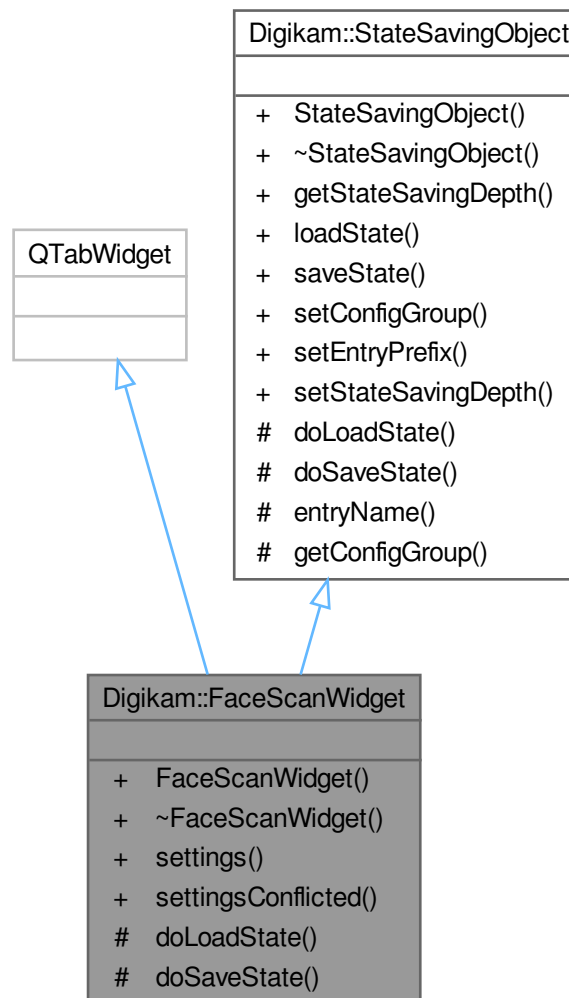 Digikam::StateSavingObject
+ StateSavingObject()
+ ~StateSavingObject()
+ getStateSavingDepth()
+ loadState()
+ saveState()
+ setConfigGroup()
+ setEntryPrefix()
+ setStateSavingDepth()
# doLoadState()
# doSaveState()
# entryName()
# getConfigGroup()
QTabWidget
Digikam::FaceScanWidget
+ FaceScanWidget()
+ ~FaceScanWidget()
+ settings()
+ settingsConflicted()
# doLoadState()
# doSaveState()